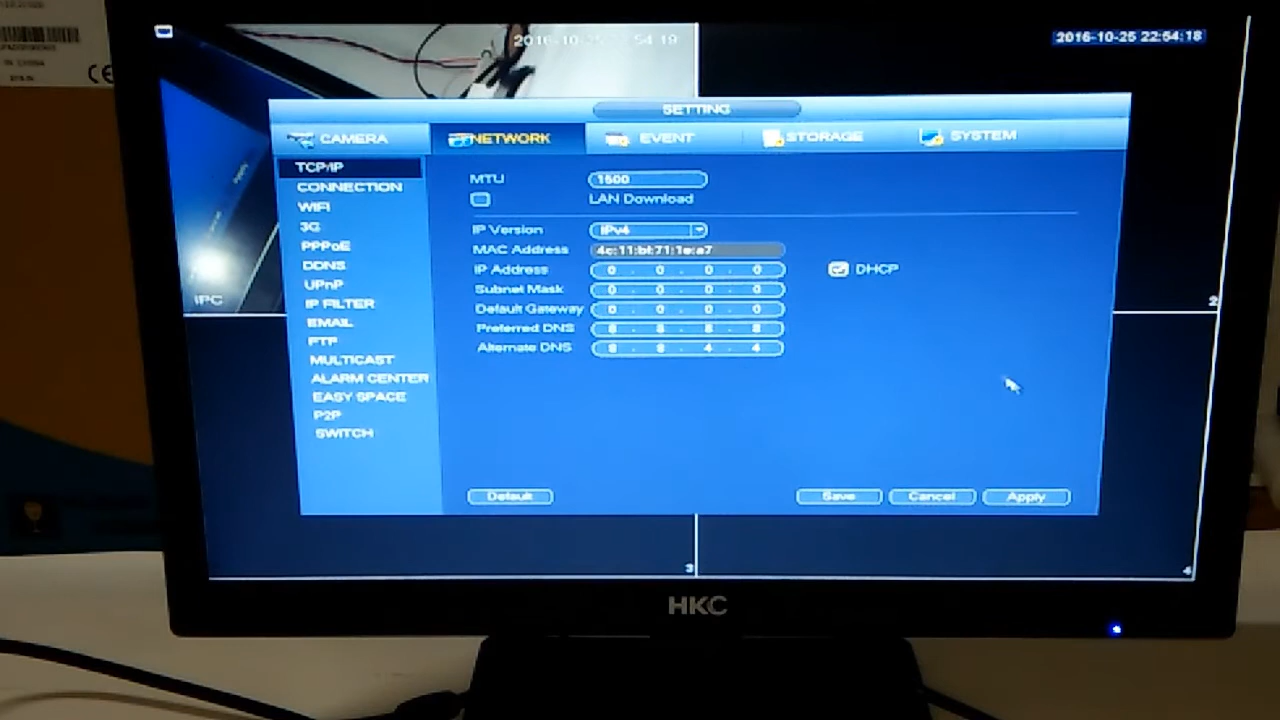 2016-10-25 22:54:18
SETTING
CAMERA NETWORK EVENT STORAGE SYSTEM
TCP/IP
CONNECTION
WIFI
3G
PPPoE
DDNS
UPnP
IP FILTER
EMAIL
FTP
MULTICAST
ALARM CENTER
EASY SPACE
P2P
SWITCH
MTU 1500
LAN Download
IP Version IPv4
MAC Address 4c:11:bf:71:1e:a7
IP Address 0 . 0 . 0 . 0 DHCP
Subnet Mask 0 . 0 . 0 . 0
Default Gateway 0 . 0 . 0 . 0
Preferred DNS 8 . 8 . 8 . 8
Alternate DNS 8 . 8 . 4 . 4
Default Save Cancel Apply
IPC
2
3
4
HKC
CE